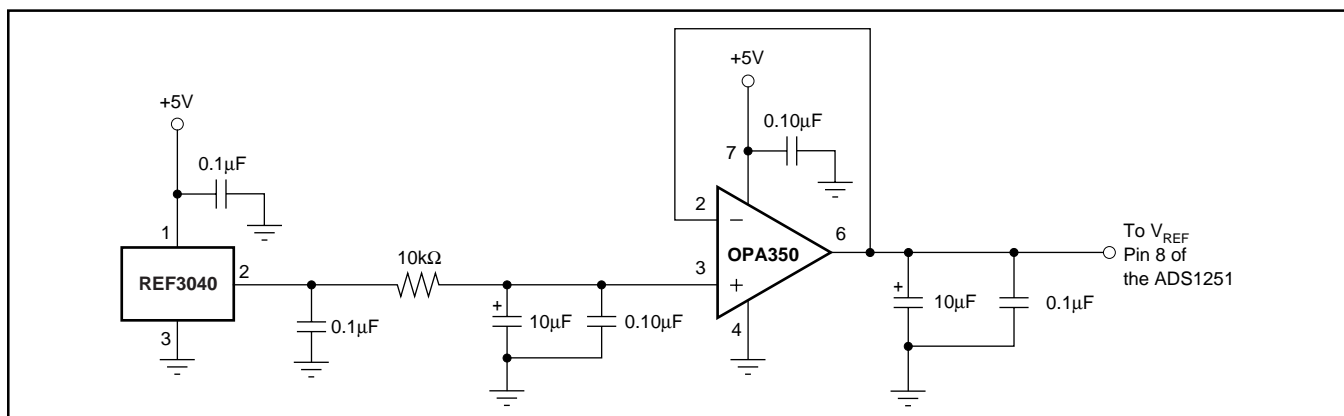 +5V
0.1µF
1
REF3040
2
3
0.1µF
10kΩ
+
10µF
0.10µF
+5V
0.10µF
7
2
−
OPA350
3
+
4
6
+
10µF
0.1µF
To VREF
Pin 8 of
the ADS1251